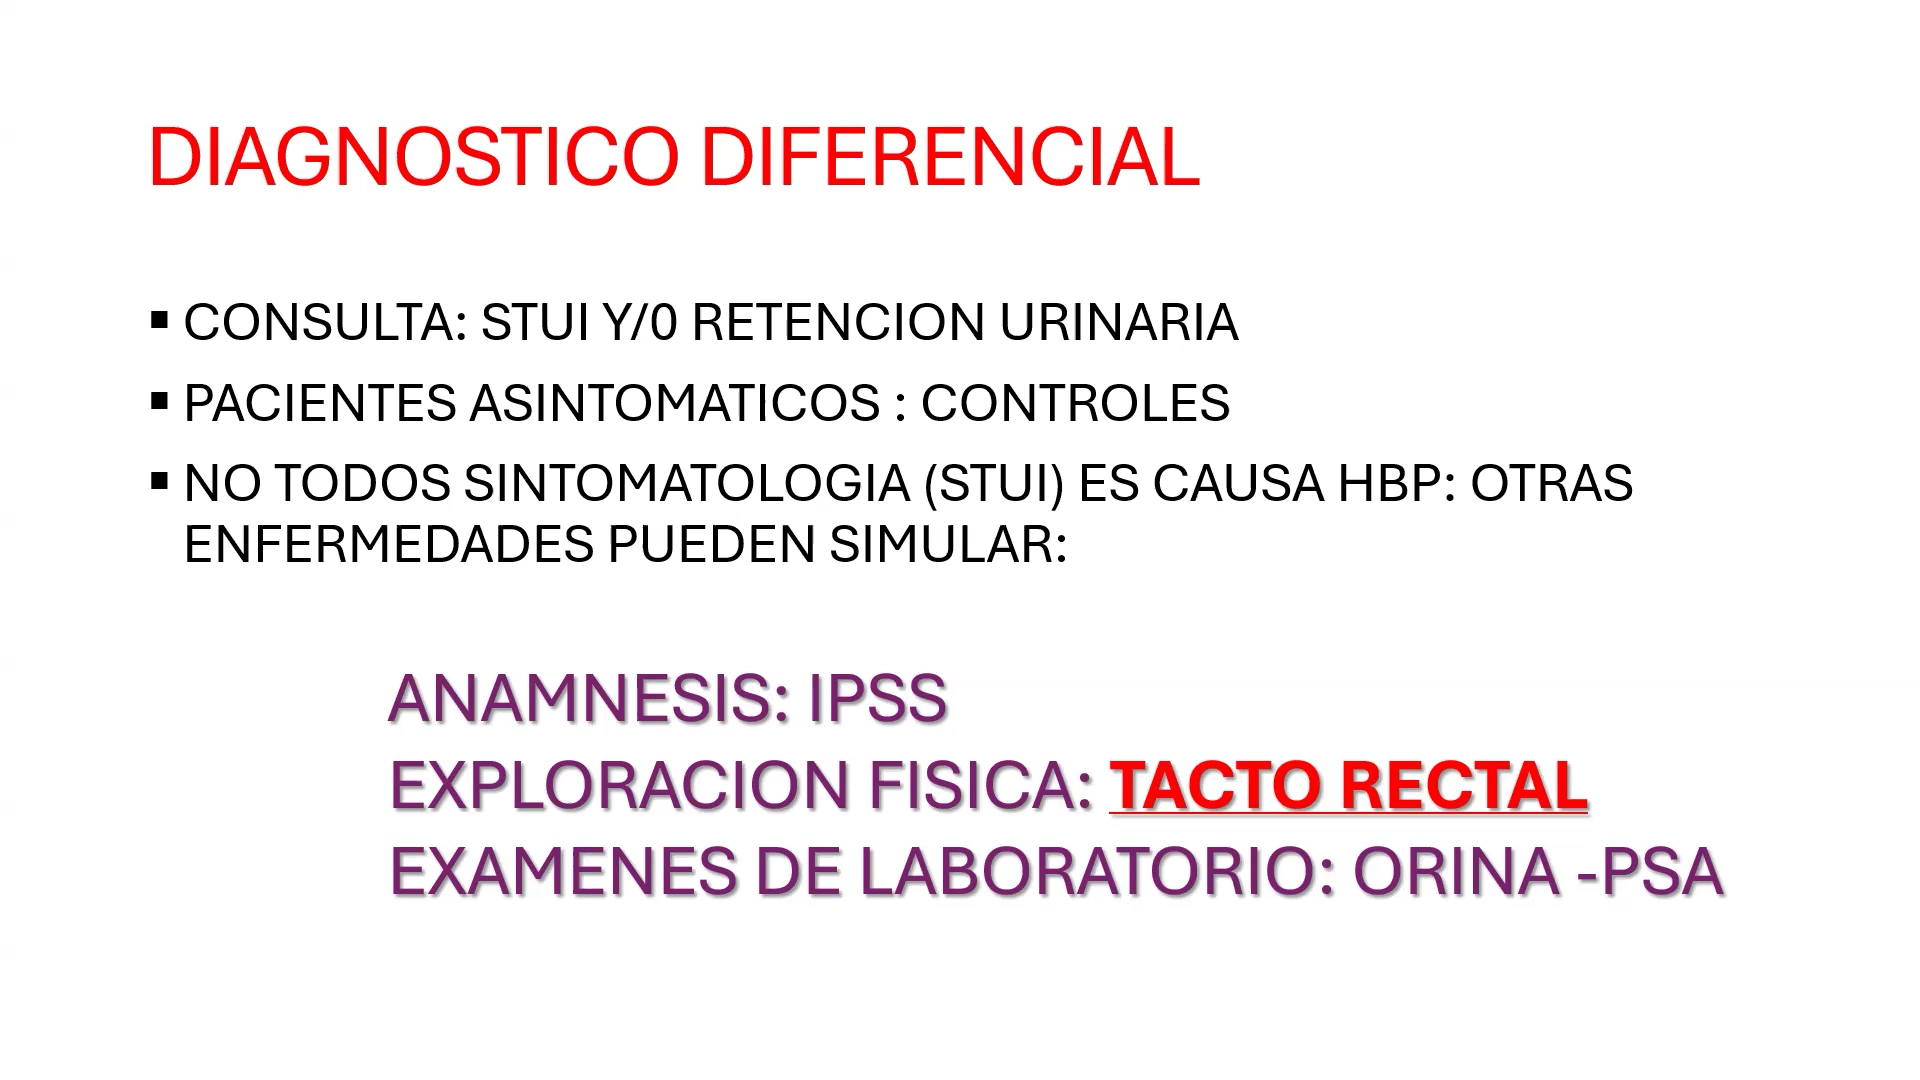 DIAGNOSTICO DIFERENCIAL
▪ CONSULTA: STUI Y/0 RETENCION URINARIA
▪ PACIENTES ASINTOMATICOS : CONTROLES
▪ NO TODOS SINTOMATOLOGIA (STUI) ES CAUSA HBP: OTRAS
ENFERMEDADES PUEDEN SIMULAR:
ANAMNESIS: IPSS
EXPLORACION FISICA: TACTO RECTAL
EXAMENES DE LABORATORIO: ORINA -PSA